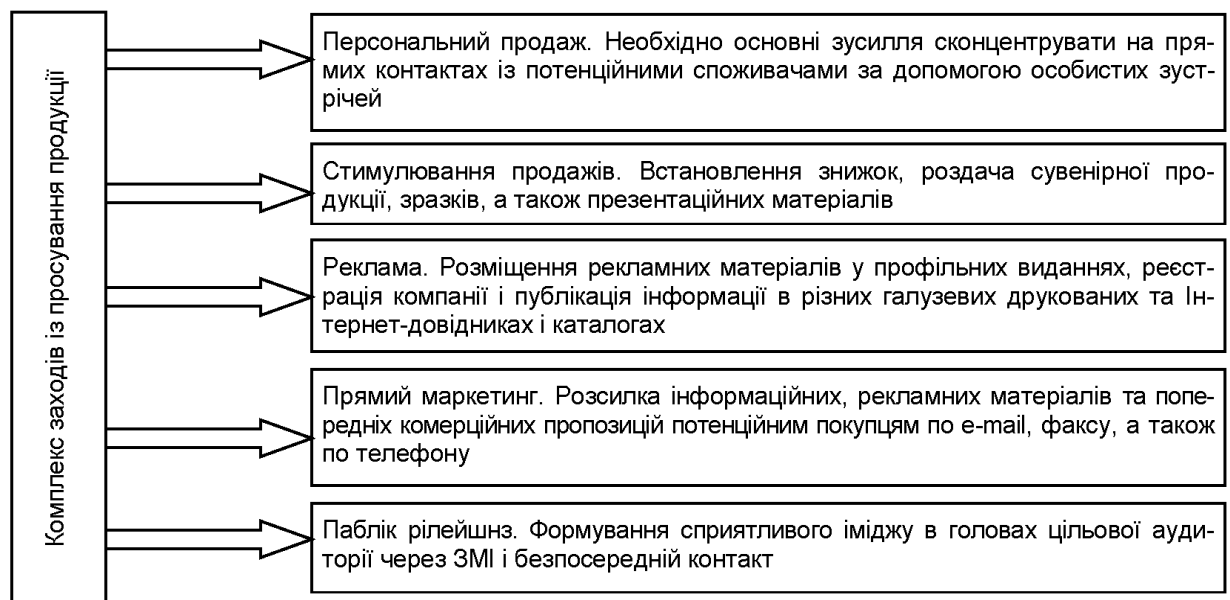 Комплекс заходів із просування продукції
Персональний продаж. Необхідно основні зусилля сконцентрувати на пря-
мих контактах із потенційними споживачами за допомогою особистих зуст-
річей
Стимулювання продажів. Встановлення знижок, роздача сувенірної про-
дукції, зразків, а також презентаційних матеріалів
Реклама. Розміщення рекламних матеріалів у профільних виданнях, реєст-
рація компанії і публікація інформації в різних галузевих друкованих та Ін-
тернет-довідниках і каталогах
Прямий маркетинг. Розсилка інформаційних, рекламних матеріалів та попе-
редніх комерційних пропозицій потенційним покупцям по e-mail, факсу, а також
по телефону
Паблік рілейшнз. Формування сприятливого іміджу в головах цільової ауди-
торії через ЗМІ і безпосередній контакт